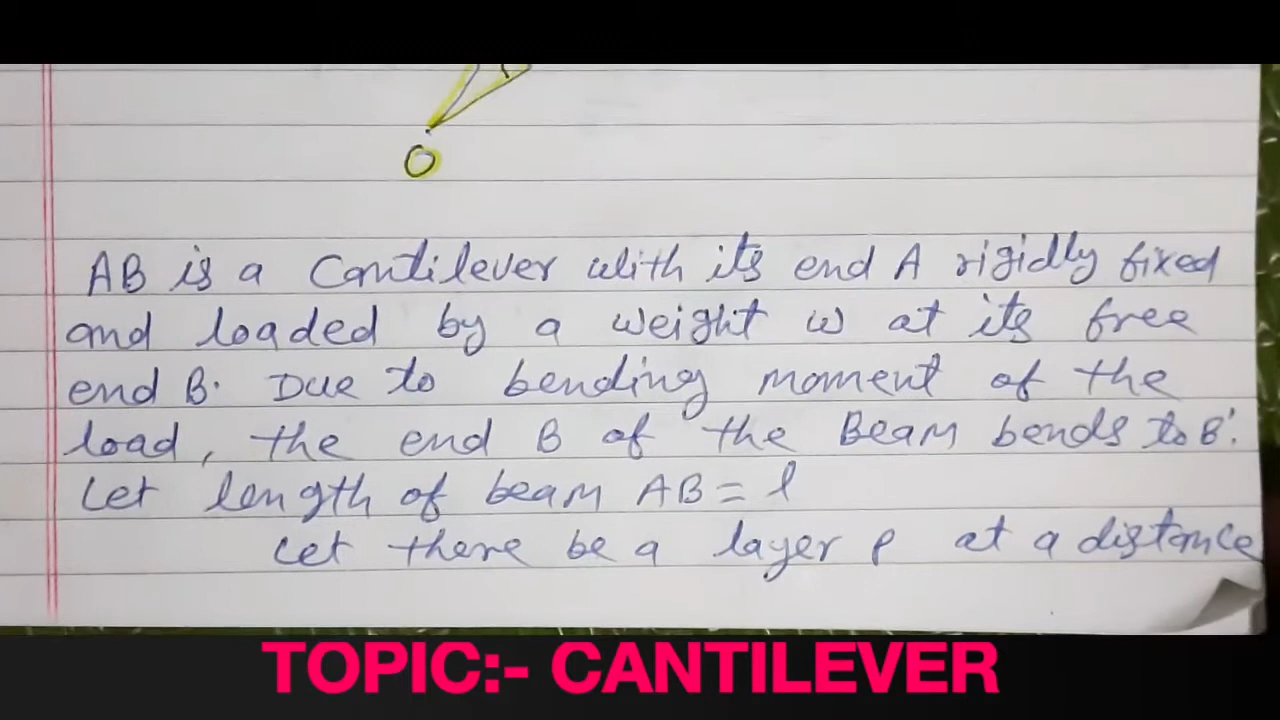 O
AB is a Cantilever with its end A rigidly fixed
and loaded by a weight w at its free
end B. Due to bending moment of the
load, the end B of the Beam bends to B'.
Let length of beam AB = l
Let there be a layer P at a distance
TOPIC:- CANTILEVER